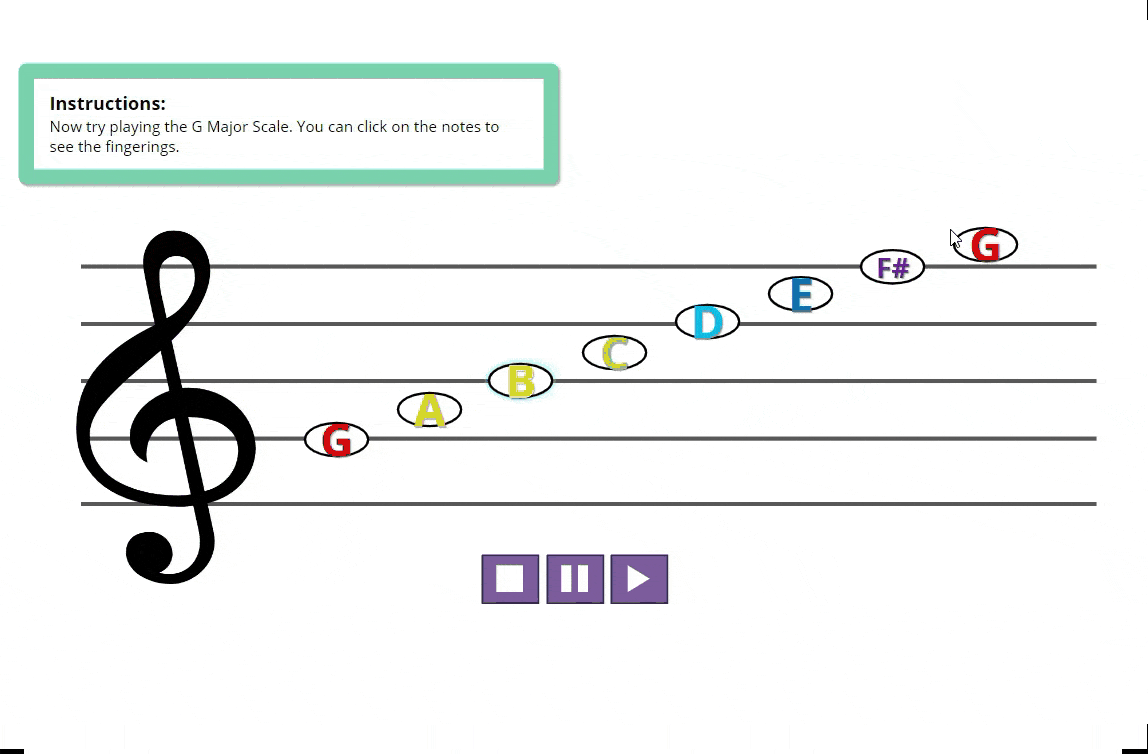 Instructions:
Now try playing the G Major Scale. You can click on the notes to
see the fingerings.
G
A
B
C
D
E
F#
G